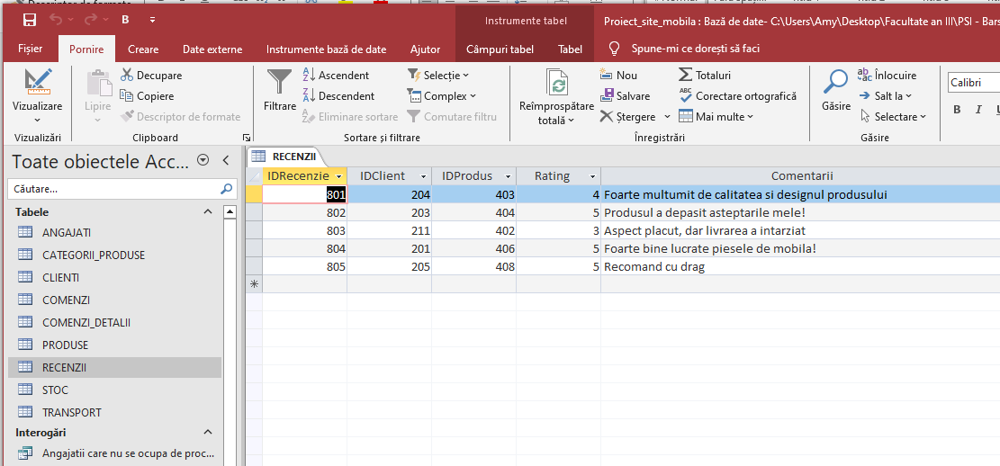 Instrumente tabel
Proiect_site_mobila : Bază de date- C:\Users\Amy\Desktop\Facultate an III\PSI - Bars
Fișier Pornire Creare Date externe Instrumente bază de date Ajutor Câmpuri tabel Tabel Spune-mi ce dorești să faci
Vizualizare
Vizualizări
Lipire
Decupare
Copiere
Descriptor de formate
Clipboard
Filtrare
Ascendent
Descendent
Eliminare sortare
Selecție
Complex
Comutare filtru
Sortare și filtrare
Reîmprospătare
totală
Nou
Salvare
Ștergere
Totaluri
Corectare ortografică
Mai multe
Înregistrări
Găsire
Înlocuire
Salt la
Selectare
Găsire
Calibri
B I U
Toate obiectele Acc...
Căutare...
Tabele
ANGAJATI
CATEGORII_PRODUSE
CLIENTI
COMENZI
COMENZI_DETALII
PRODUSE
RECENZII
STOC
TRANSPORT
Interogări
Angajatii care nu se ocupa de proc...
RECENZII
IDRecenzie IDClient IDProdus Rating Comentarii
801 204 403 4 Foarte multumit de calitatea si designul produsului
802 203 404 5 Produsul a depasit asteptarile mele!
803 211 402 3 Aspect placut, dar livrarea a intarziat
804 201 406 5 Foarte bine lucrate piesele de mobila!
805 205 408 5 Recomand cu drag